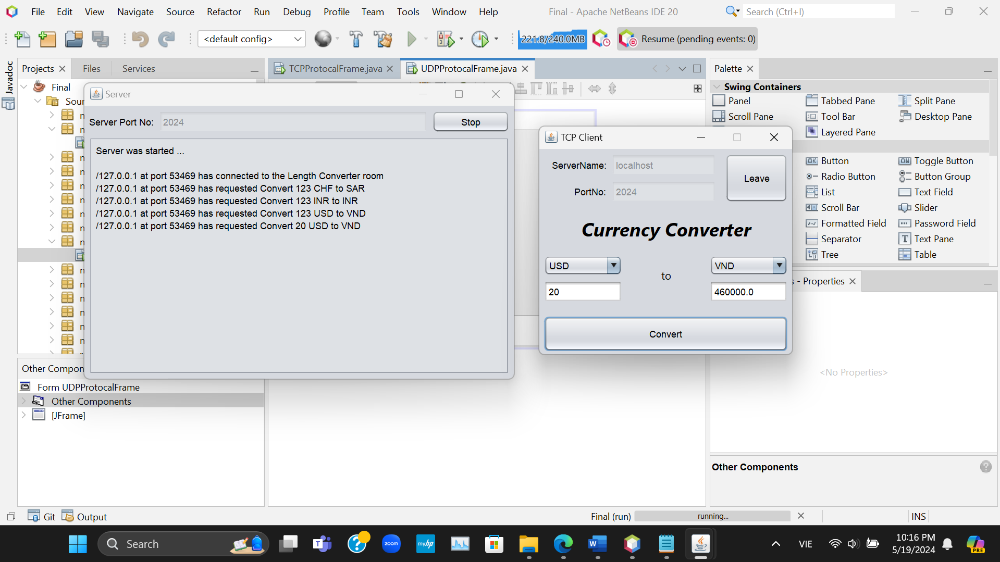 File Edit View Navigate Source Refactor Run Debug Profile Team Tools Window Help
Final - Apache NetBeans IDE 20
Search (Ctrl+I)
<default config>
221.8/240.0MB
Resume (pending events: 0)
Javadoc
Projects
Files
Services
Final
Sour
TCPProtocalFrame.java
UDPProtocalFrame.java
Server
Server Port No:
2024
Stop
Server was started ...
/127.0.0.1 at port 53469 has connected to the Length Converter room
/127.0.0.1 at port 53469 has requested Convert 123 CHF to SAR
/127.0.0.1 at port 53469 has requested Convert 123 INR to INR
/127.0.0.1 at port 53469 has requested Convert 123 USD to VND
/127.0.0.1 at port 53469 has requested Convert 20 USD to VND
TCP Client
ServerName:
localhost
PortNo:
2024
Leave
Currency Converter
USD
to
VND
20
460000.0
Convert
Palette
Swing Containers
Panel
Tabbed Pane
Split Pane
Scroll Pane
Tool Bar
Desktop Pane
Layered Pane
Button
Toggle Button
Radio Button
Button Group
List
Text Field
Scroll Bar
Slider
Formatted Field
Password Field
Separator
Text Pane
Tree
Table
s - Properties
<No Properties>
Other Components
Other Compon
Form UDPProtocalFrame
Other Components
[JFrame]
Git
Output
Final (run)
running...
INS
Search
zoom
myhp
VIE
10:16 PM
5/19/2024
PRE